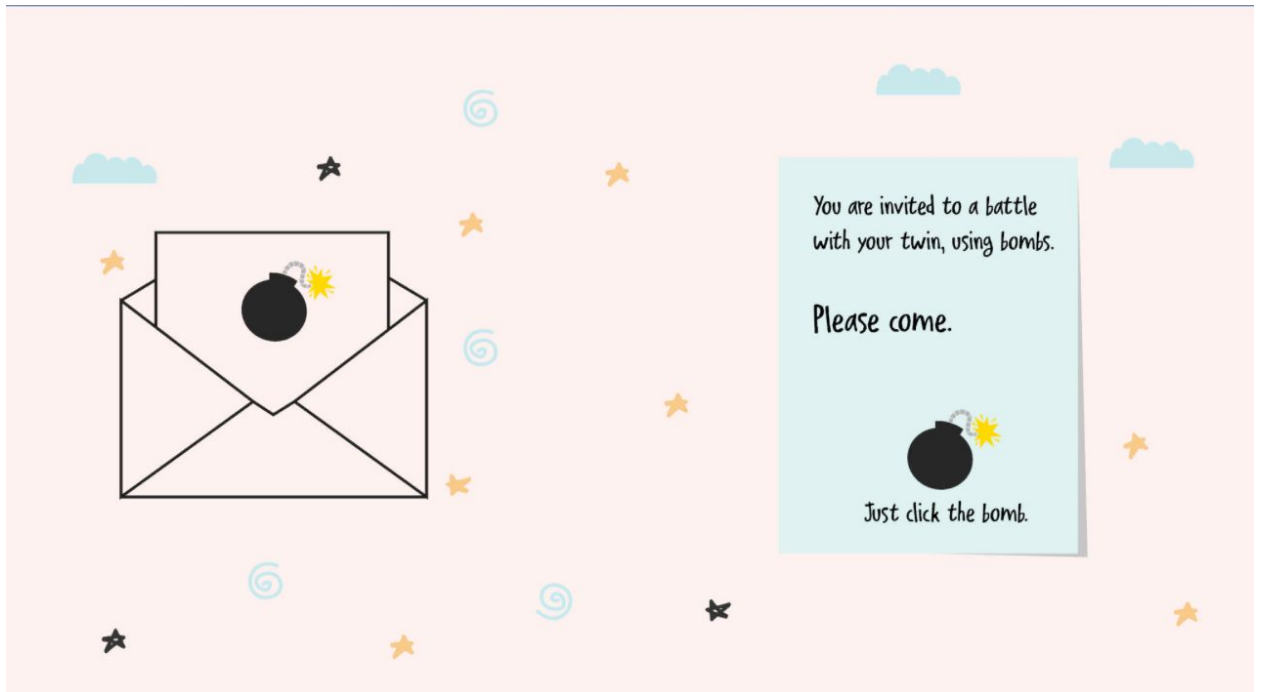 You are invited to a battle
with your twin, using bombs.
Please come.
Just click the bomb.